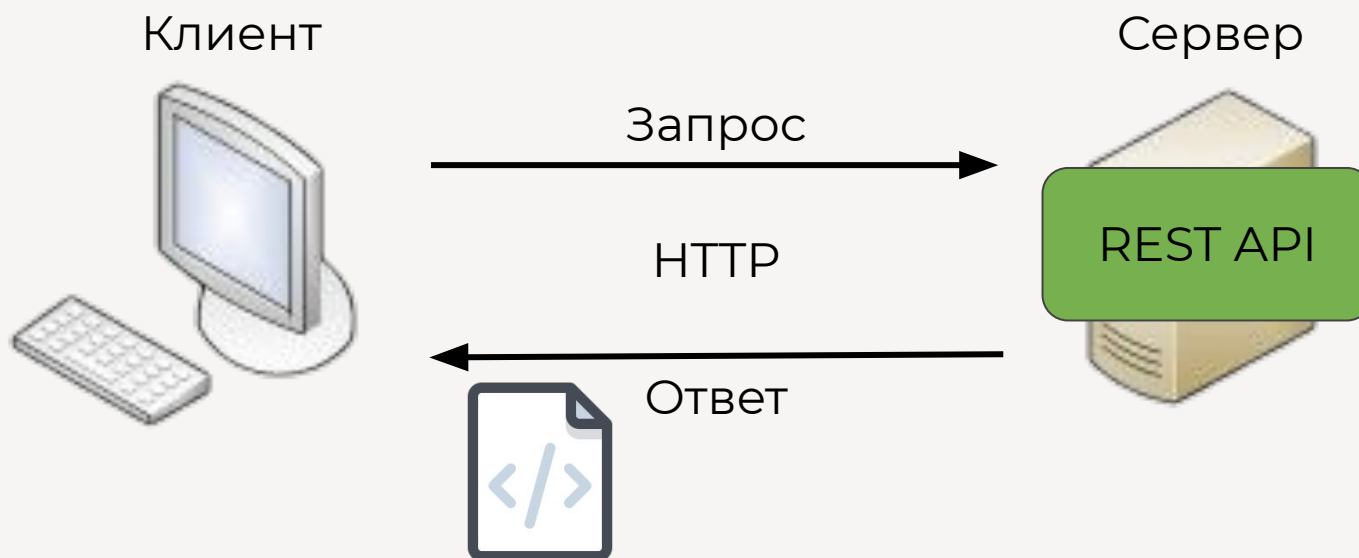 Клиент
Сервер
Запрос
HTTP
REST API
Ответ
</>